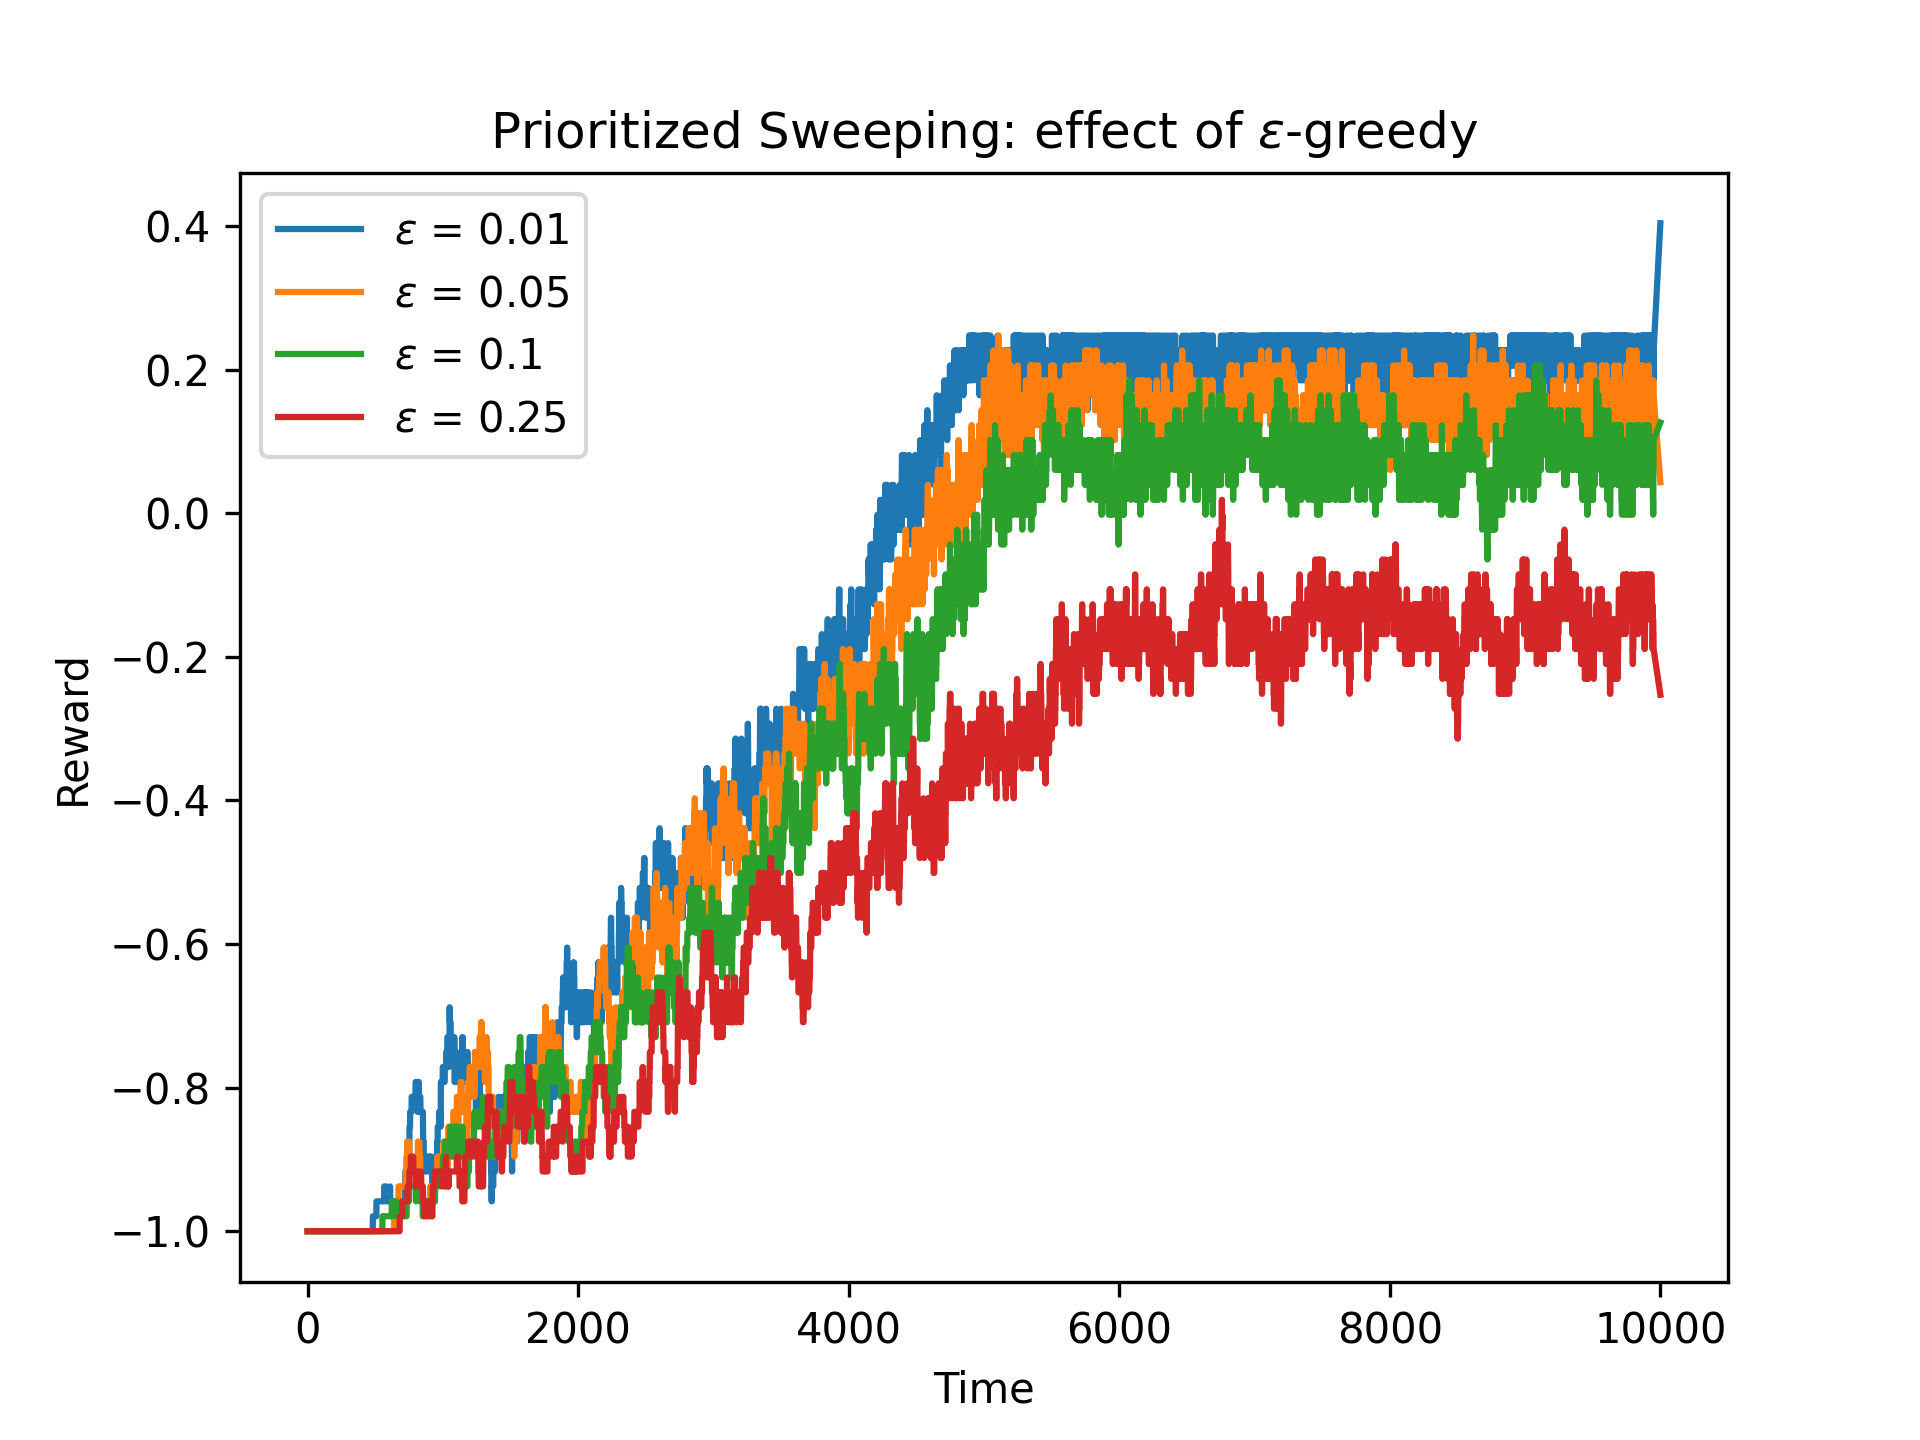 Prioritized Sweeping: effect of ε-greedy
ε = 0.01
ε = 0.05
ε = 0.1
ε = 0.25
0.4
0.2
0.0
−0.2
−0.4
−0.6
−0.8
−1.0
Reward
0 2000 4000 6000 8000 10000
Time